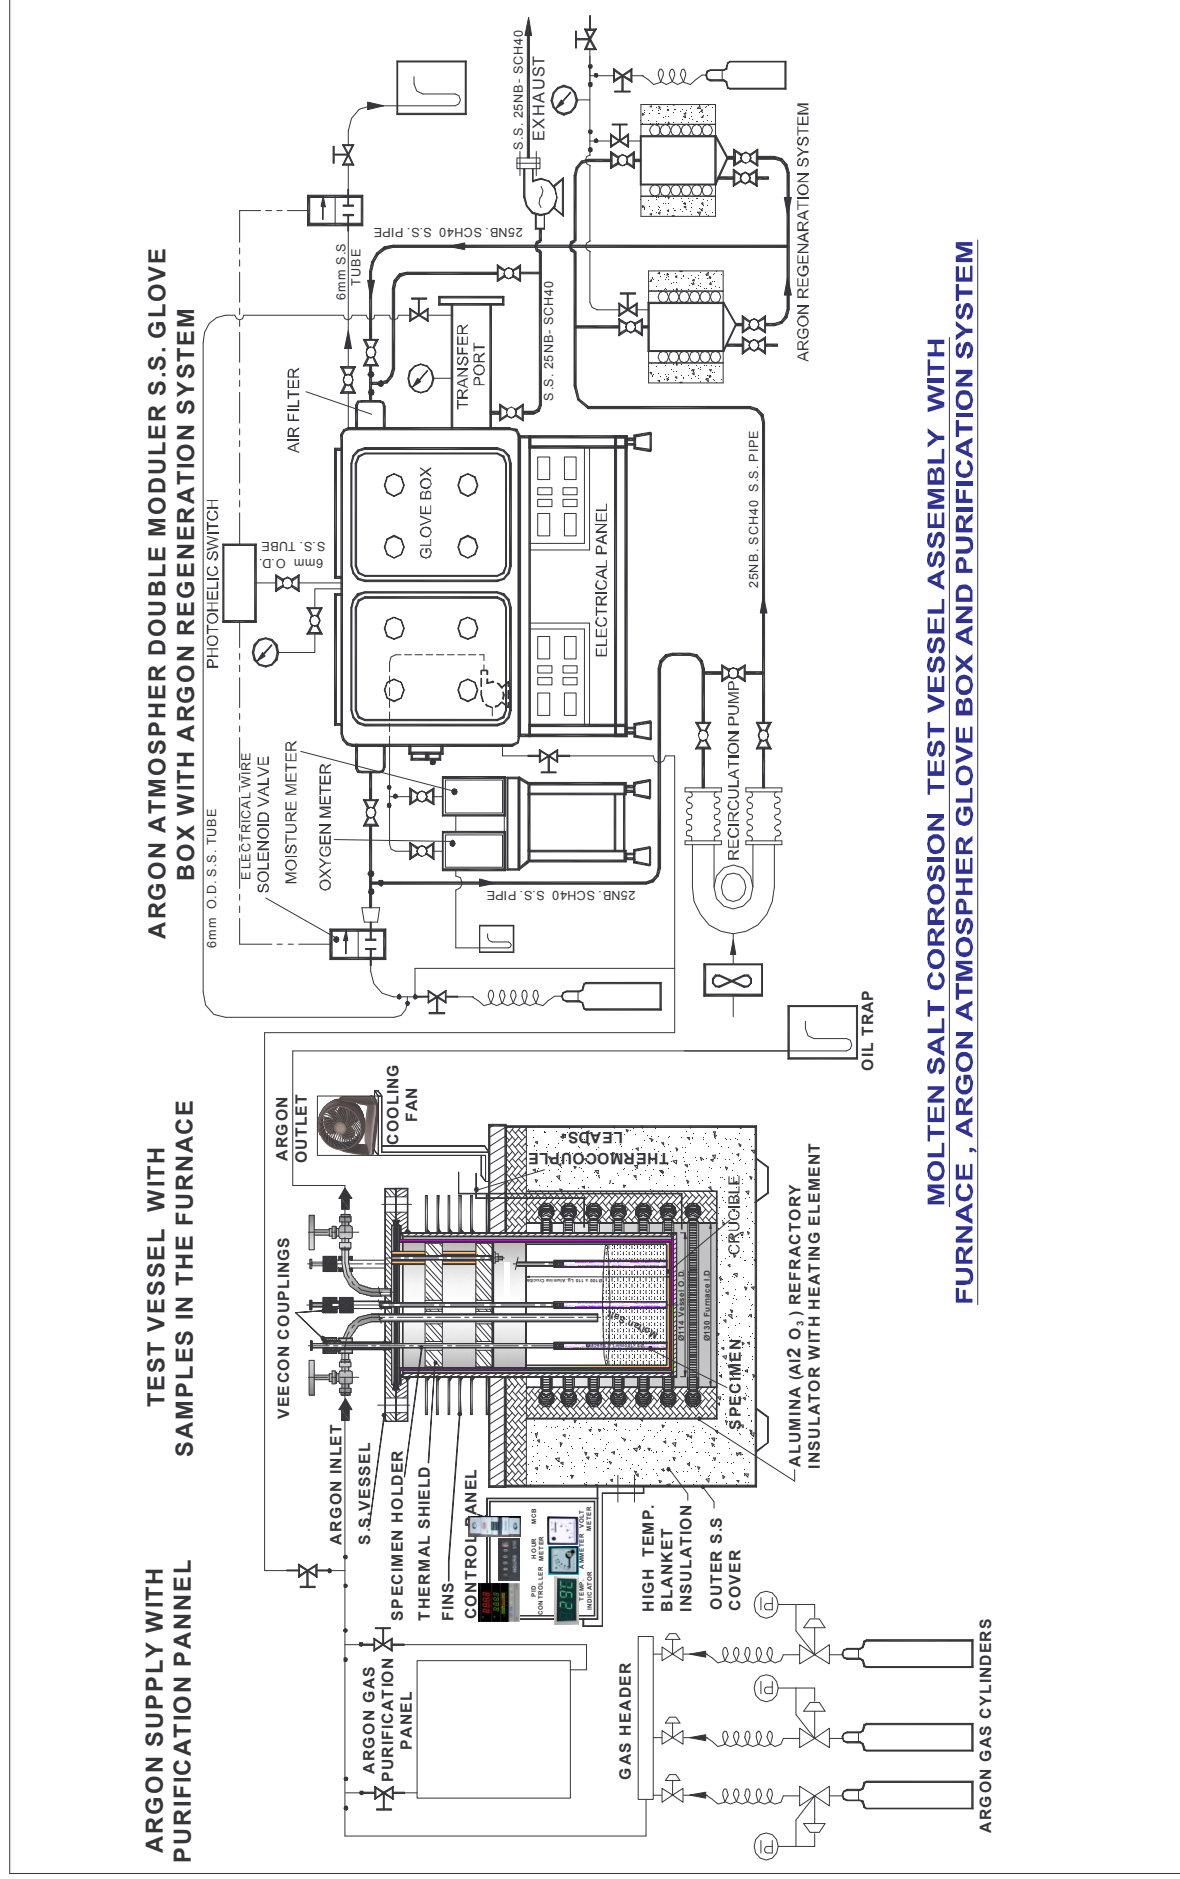 ARGON SUPPLY WITH
PURIFICATION PANNEL
TEST VESSEL WITH
SAMPLES IN THE FURNACE
ARGON ATMOSPHER DOUBLE MODULER S.S. GLOVE
BOX WITH ARGON REGENERATION SYSTEM
ARGON GAS
PURIFICATION
PANEL
GAS HEADER
PI
PI
PI
ARGON GAS CYLINDERS
VEECON COUPLINGS
ARGON INLET
ARGON
OUTLET
S.S.VESSEL
SPECIMEN HOLDER
THERMAL SHIELD
FINS
CONTROL PANEL
PID
CONTROLLER
HOUR
METER
MCB
TEMP.
INDICATOR
AMMETER
VOLT
METER
HIGH TEMP.
BLANKET
INSULATION
OUTER S.S
COVER
COOLING
FAN
THERMOCOUPLE
LEADS
CRUCIBLE
SPECIMEN
Molten Salt
Ø114 Vessel O.D
Ø130 Furnace I.D
ALUMINA (Al2 O3 ) REFRACTORY
INSULATOR WITH HEATING ELEMENT
OIL TRAP
6mm O.D.S.S. TUBE
ELECTRICAL WIRE
SOLENOID VALVE
MOISTURE METER
OXYGEN METER
PHOTOHELIC SWITCH
6mm O.D.
S.S. TUBE
AIR FILTER
6mm S.S
TUBE
25NB. SCH40 S.S. PIPE
GLOVE BOX
TRANSFER
PORT
ELECTRICAL PANEL
S.S. 25NB- SCH40
S.S. 25NB- SCH40
EXHAUST
25NB. SCH40 S.S. PIPE
RECIRCULATION PUMP
25NB. SCH40 S.S. PIPE
ARGON REGENARATION SYSTEM
MOLTEN SALT CORROSION TEST VESSEL ASSEMBLY WITH
FURNACE , ARGON ATMOSPHER GLOVE BOX AND PURIFICATION SYSTEM